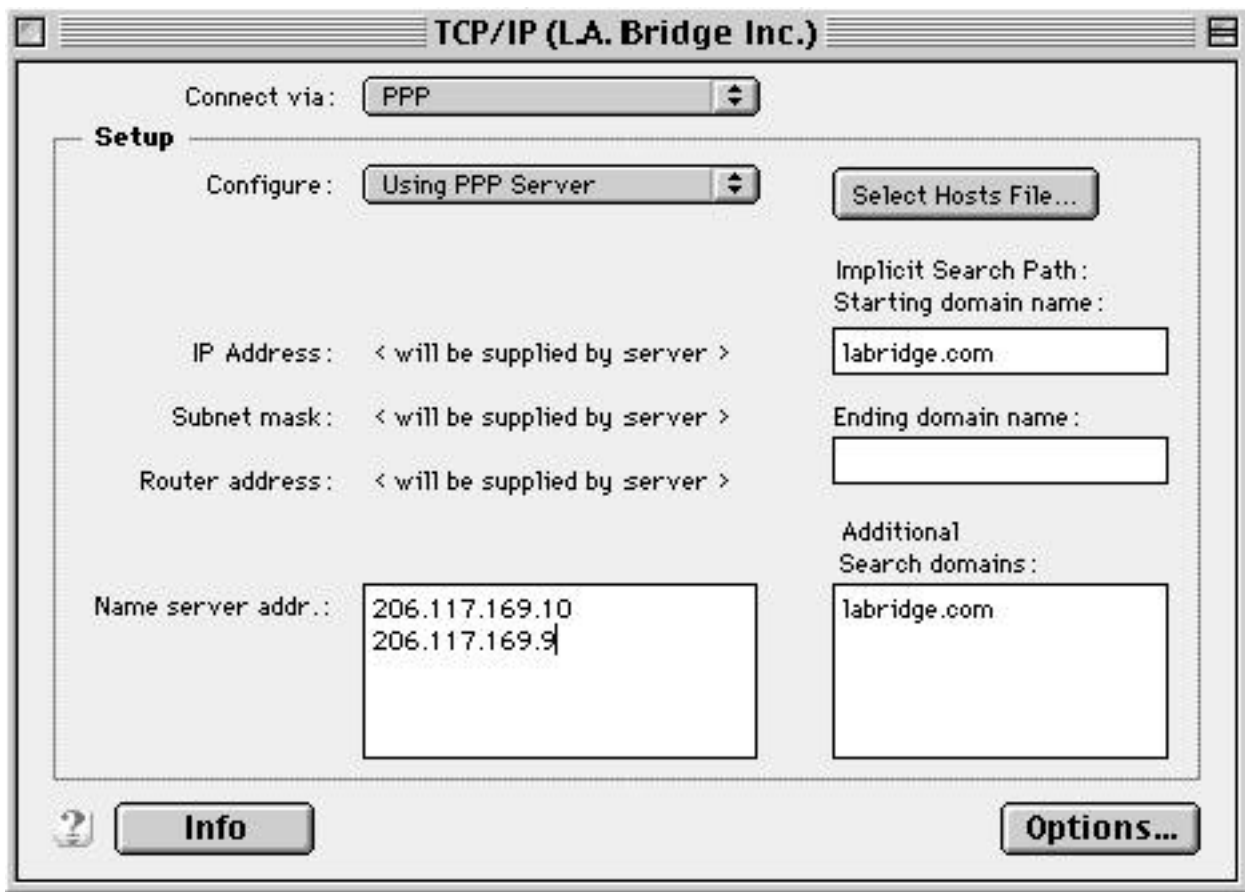 TCP/IP (L.A. Bridge Inc.)
Connect via: PPP
Setup
Configure: Using PPP Server
Select Hosts File...
Implicit Search Path:
Starting domain name:
IP Address: < will be supplied by server >
labridge.com
Subnet mask: < will be supplied by server >
Ending domain name:
Router address: < will be supplied by server >
Additional
Search domains:
Name server addr.: 206.117.169.10
206.117.169.9
labridge.com
?
Info
Options...